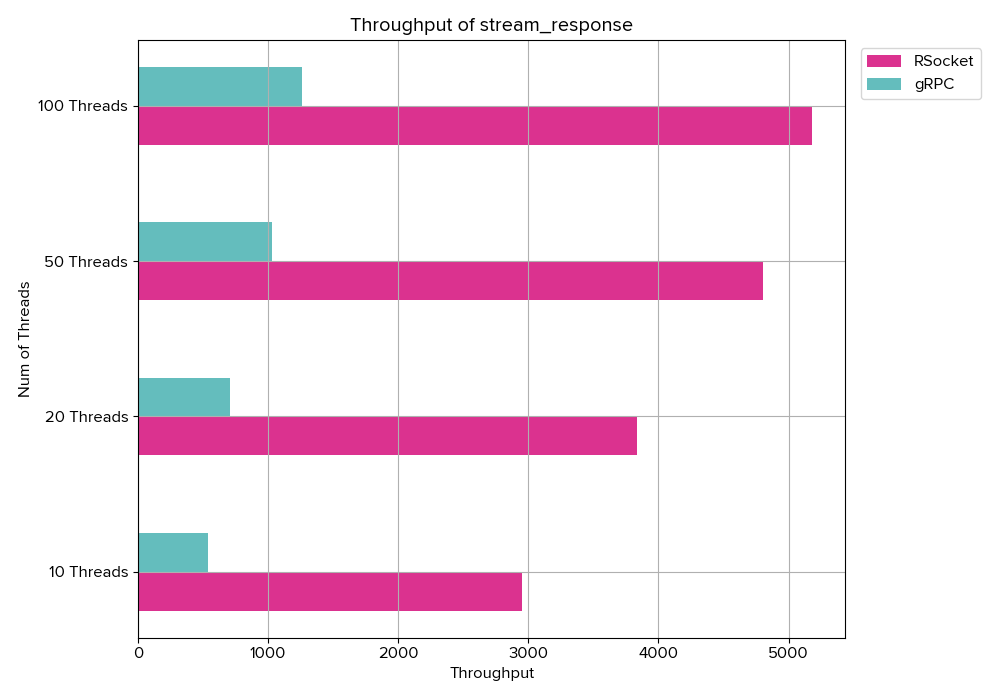 Throughput of stream_response
RSocket
gRPC
100 Threads
50 Threads
20 Threads
10 Threads
Num of Threads
0 1000 2000 3000 4000 5000
Throughput